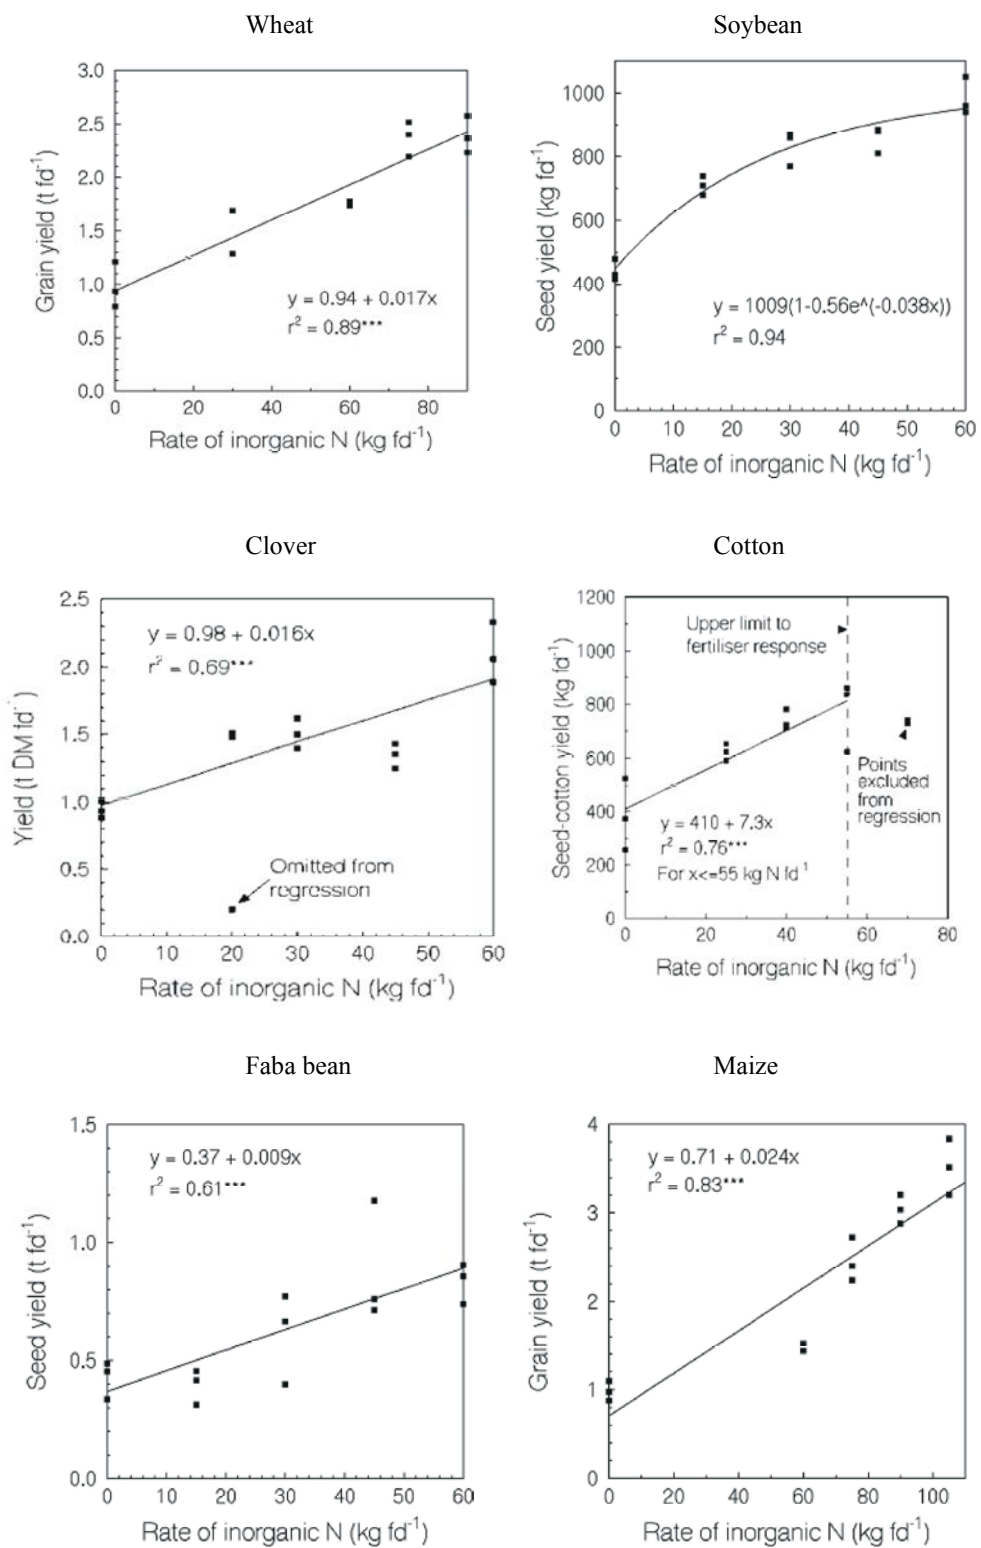 Wheat
3.0
2.5
2.0
1.5
1.0
0.5
0.0
Grain yield (t fd⁻¹)
y = 0.94 + 0.017x
r² = 0.89***
0 20 40 60 80
Rate of inorganic N (kg fd⁻¹)
Soybean
1000
800
600
400
200
0
Seed yield (kg fd⁻¹)
y = 1009(1-0.56e^(-0.038x))
r² = 0.94
0 10 20 30 40 50 60
Rate of inorganic N (kg fd⁻¹)
Clover
2.5
2.0
1.5
1.0
0.5
0.0
Yield (t DM fd⁻¹)
y = 0.98 + 0.016x
r² = 0.69***
Omitted from
regression
0 10 20 30 40 50 60
Rate of inorganic N (kg fd⁻¹)
Cotton
1200
1000
800
600
400
200
0
Seed-cotton yield (kg fd⁻¹)
Upper limit to
fertiliser response
Points
excluded
from
regression
y = 410 + 7.3x
r² = 0.76***
For x<=55 kg N fd⁻¹
0 20 40 60 80
Rate of inorganic N (kg fd⁻¹)
Faba bean
1.5
1.0
0.5
0.0
Seed yield (t fd⁻¹)
y = 0.37 + 0.009x
r² = 0.61***
0 10 20 30 40 50 60
Rate of inorganic N (kg fd⁻¹)
Maize
4
3
2
1
0
Grain yield (t fd⁻¹)
y = 0.71 + 0.024x
r² = 0.83***
0 20 40 60 80 100
Rate of inorganic N (kg fd⁻¹)